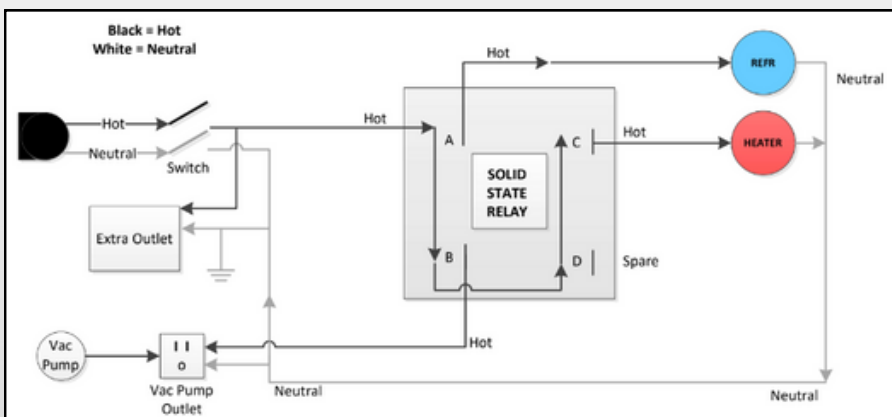 Black = Hot
White = Neutral
Hot
REFR
Neutral
Hot
Hot
A
C
Hot
HEATER
Neutral
Switch
SOLID
STATE
RELAY
Extra Outlet
B
D
Spare
Hot
Vac
Pump
Vac Pump
Outlet
Neutral
Neutral